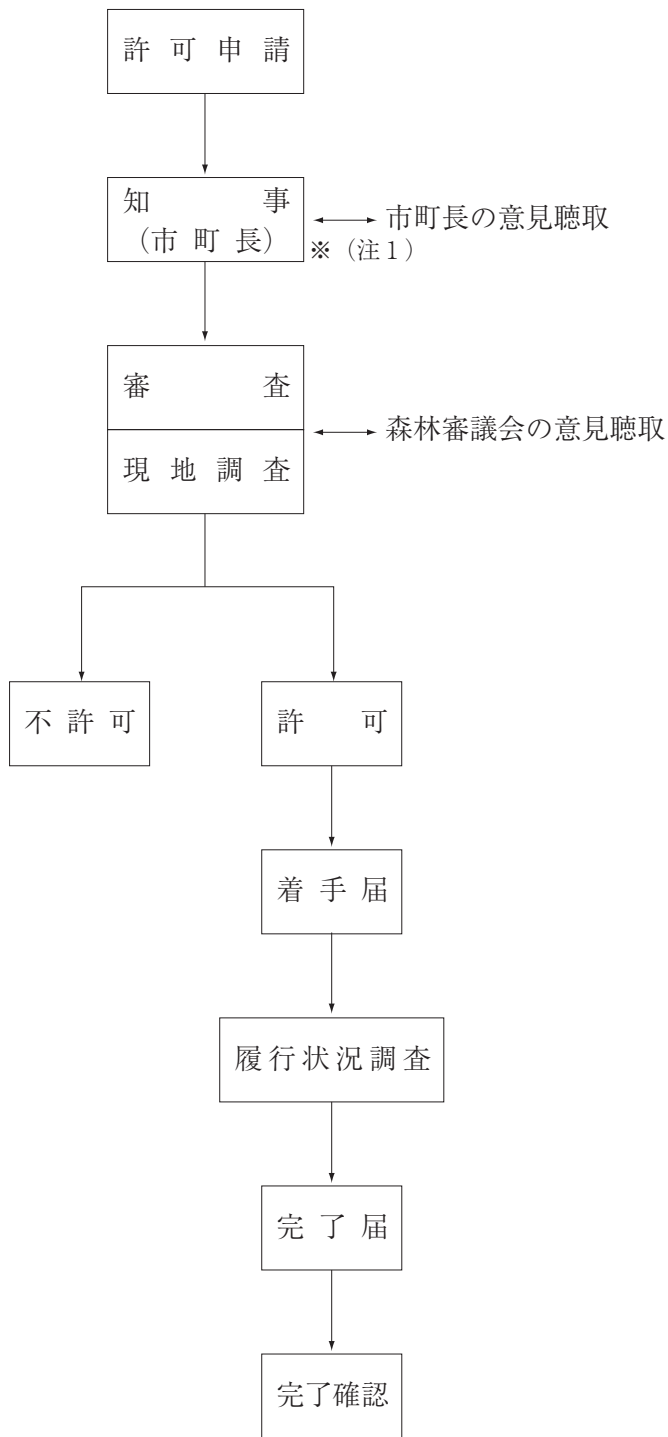 許可申請
知事
(市町長)
市町長の意見聴取
※(注1)
審査
現地調査
森林審議会の意見聴取
不許可
許可
着手届
履行状況調査
完了届
完了確認